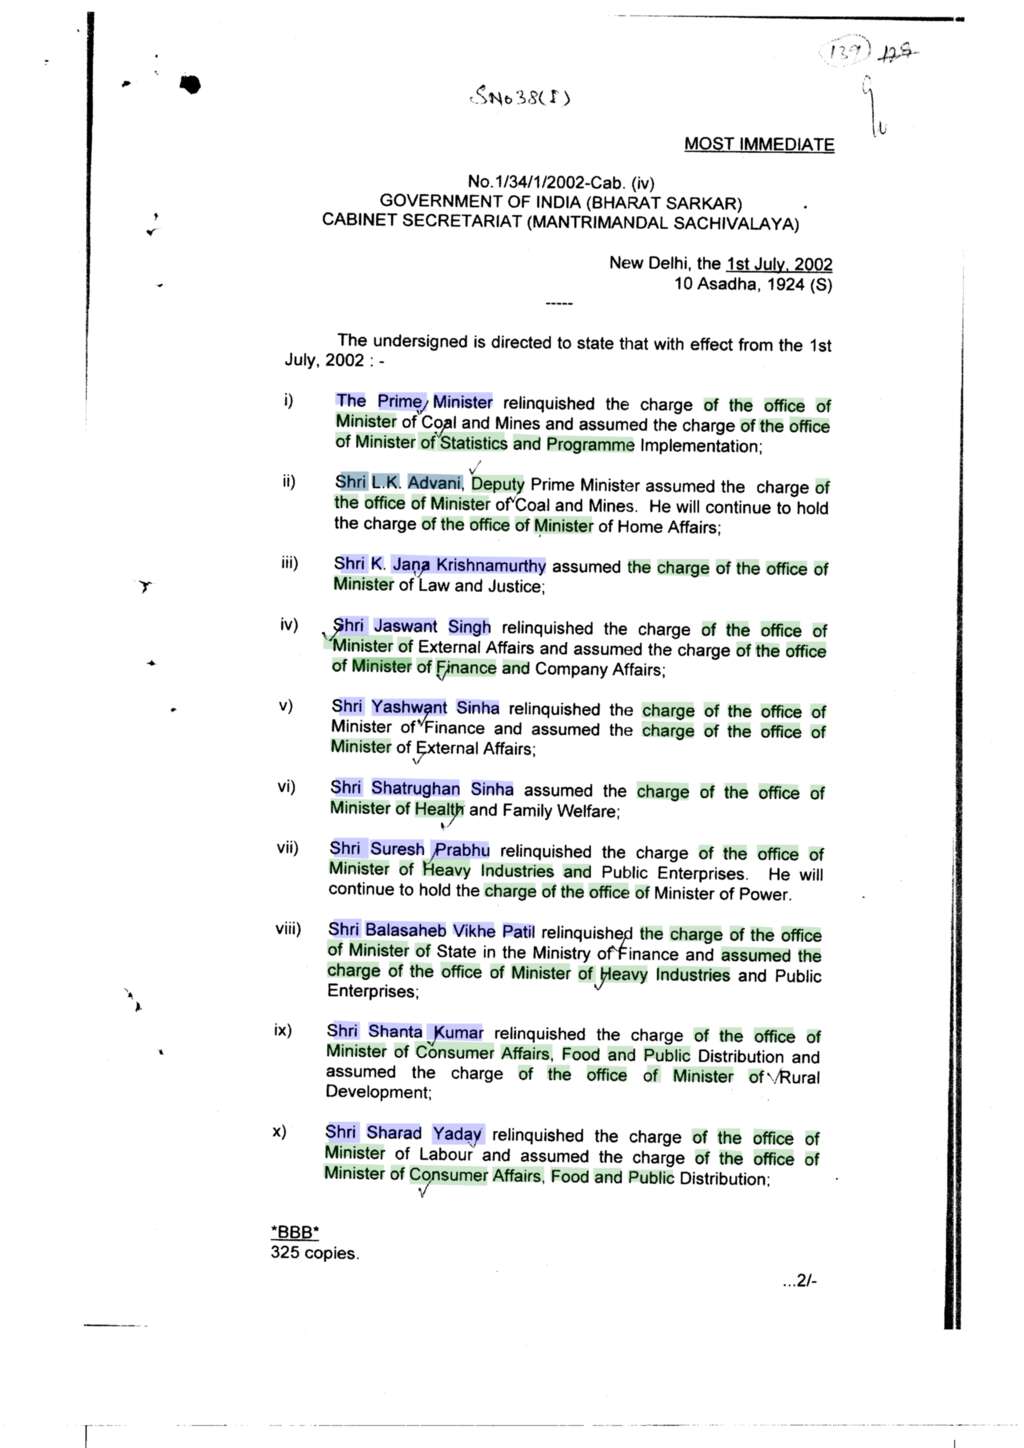 139
SNo38(I)
MOST IMMEDIATE
No.1/34/1/2002-Cab. (iv)
GOVERNMENT OF INDIA (BHARAT SARKAR)
CABINET SECRETARIAT (MANTRIMANDAL SACHIVALAYA)
New Delhi, the 1st July, 2002
10 Asadha, 1924 (S)
-----
The undersigned is directed to state that with effect from the 1st
July, 2002 : -
i) The Prime Minister relinquished the charge of the office of
Minister of Coal and Mines and assumed the charge of the office
of Minister of Statistics and Programme Implementation;
ii) Shri L.K. Advani, Deputy Prime Minister assumed the charge of
the office of Minister of Coal and Mines. He will continue to hold
the charge of the office of Minister of Home Affairs;
iii) Shri K. Jana Krishnamurthy assumed the charge of the office of
Minister of Law and Justice;
iv) Shri Jaswant Singh relinquished the charge of the office of
Minister of External Affairs and assumed the charge of the office
of Minister of Finance and Company Affairs;
v) Shri Yashwant Sinha relinquished the charge of the office of
Minister of Finance and assumed the charge of the office of
Minister of External Affairs;
vi) Shri Shatrughan Sinha assumed the charge of the office of
Minister of Health and Family Welfare;
vii) Shri Suresh Prabhu relinquished the charge of the office of
Minister of Heavy Industries and Public Enterprises. He will
continue to hold the charge of the office of Minister of Power.
viii) Shri Balasaheb Vikhe Patil relinquished the charge of the office
of Minister of State in the Ministry of Finance and assumed the
charge of the office of Minister of Heavy Industries and Public
Enterprises;
ix) Shri Shanta Kumar relinquished the charge of the office of
Minister of Consumer Affairs, Food and Public Distribution and
assumed the charge of the office of Minister of Rural
Development;
x) Shri Sharad Yadav relinquished the charge of the office of
Minister of Labour and assumed the charge of the office of
Minister of Consumer Affairs, Food and Public Distribution;
*BBB*
325 copies.
...2/-